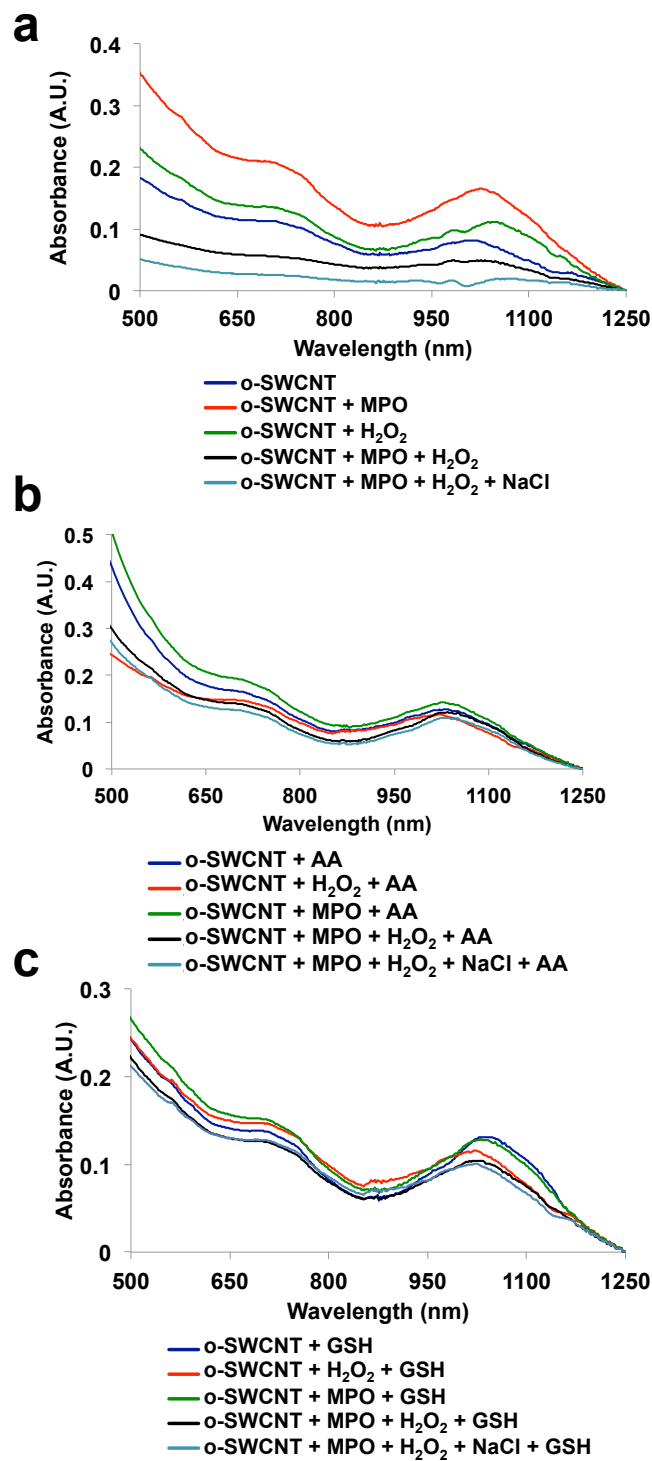 a
Absorbance (A.U.)
0.4
0.3
0.2
0.1
0
500 650 800 950 1100 1250
Wavelength (nm)
o-SWCNT
o-SWCNT + MPO
o-SWCNT + H₂O₂
o-SWCNT + MPO + H₂O₂
o-SWCNT + MPO + H₂O₂ + NaCl
b
Absorbance (A.U.)
0.5
0.4
0.3
0.2
0.1
0
500 650 800 950 1100 1250
Wavelength (nm)
o-SWCNT + AA
o-SWCNT + H₂O₂ + AA
o-SWCNT + MPO + AA
o-SWCNT + MPO + H₂O₂ + AA
o-SWCNT + MPO + H₂O₂ + NaCl + AA
c
Absorbance (A.U.)
0.3
0.2
0.1
0
500 650 800 950 1100 1250
Wavelength (nm)
o-SWCNT + GSH
o-SWCNT + H₂O₂ + GSH
o-SWCNT + MPO + GSH
o-SWCNT + MPO + H₂O₂ + GSH
o-SWCNT + MPO + H₂O₂ + NaCl + GSH